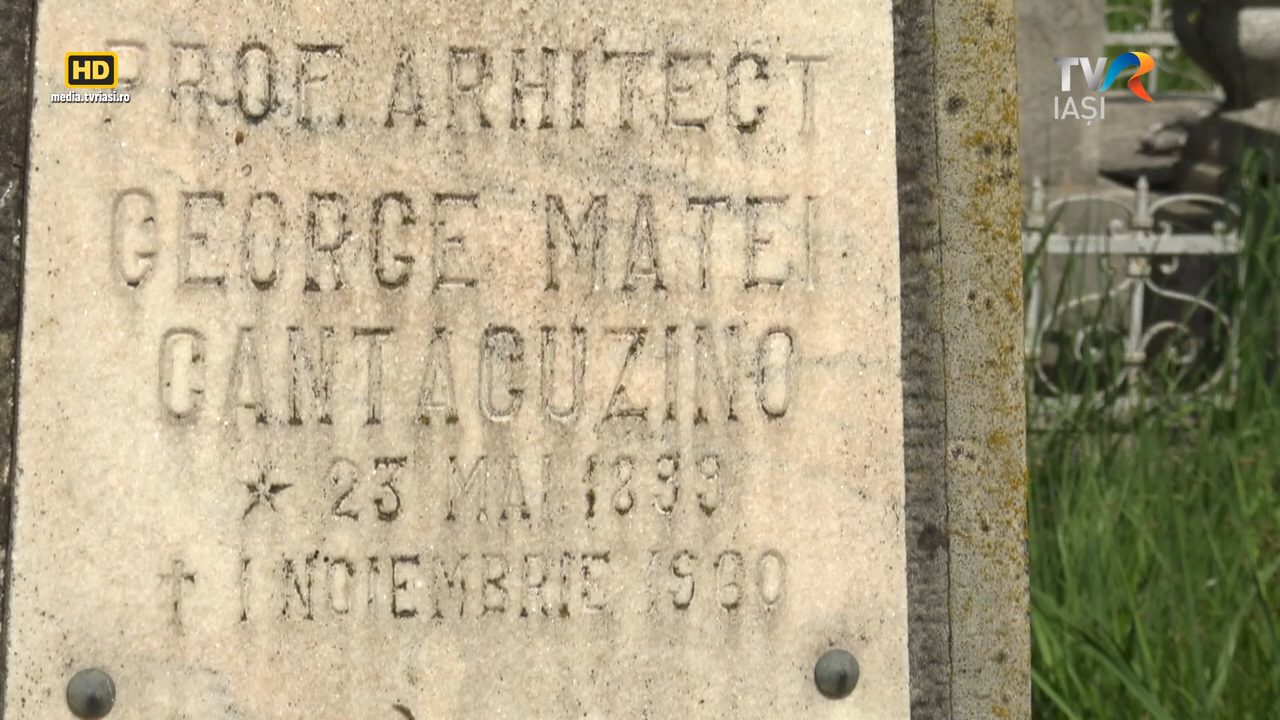 HD
media.tvriasi.ro
TVR
IAȘI
PROF. ARHITECT
GEORGE MATEI
CANTACUZINO
* 23 MAI 1899
† 1 NOIEMBRIE 1960